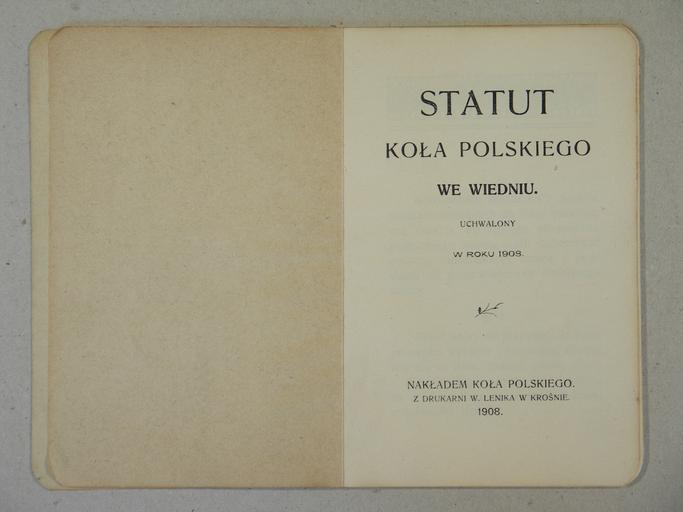 STATUT
KOŁA POLSKIEGO
WE WIEDNIU.
UCHWALONY
W ROKU 1908.
NAKŁADEM KOŁA POLSKIEGO.
Z DRUKARNI W. LENIKA W KROŚNIE.
1908.